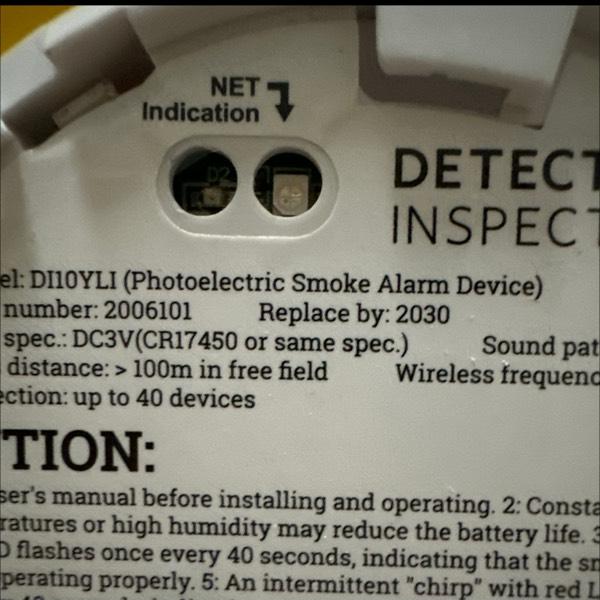 NET
Indication
D2
DETECT
INSPECT
el: DI10YLI (Photoelectric Smoke Alarm Device)
number: 2006101 Replace by: 2030
spec.: DC3V(CR17450 or same spec.) Sound pat
distance: > 100m in free field Wireless frequenc
ection: up to 40 devices
TION:
ser's manual before installing and operating. 2: Consta
ratures or high humidity may reduce the battery life. 3
D flashes once every 40 seconds, indicating that the sm
perating properly. 5: An intermittent "chirp" with red L